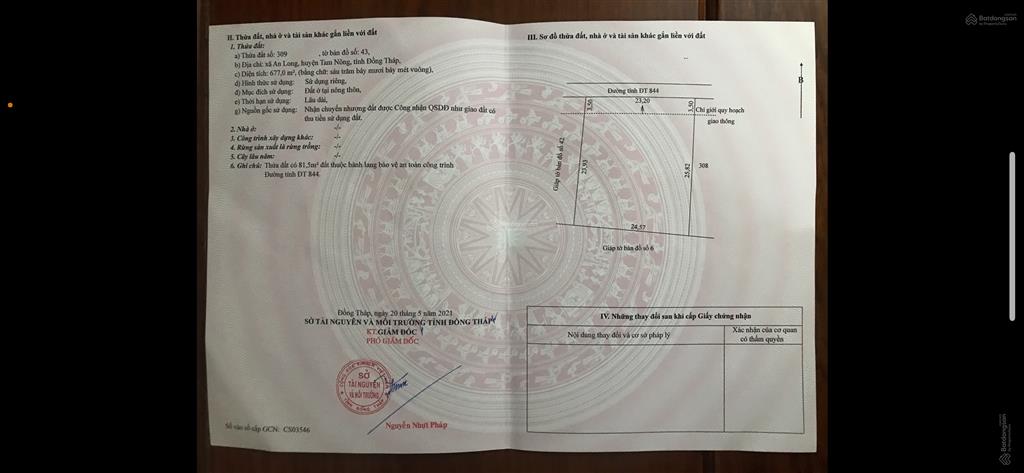 II. Thửa đất, nhà ở và tài sản khác gắn liền với đất
1. Thửa đất:
a) Thửa đất số: 309 , tờ bản đồ số: 43,
b) Địa chỉ: xã An Long, huyện Tam Nông, tỉnh Đồng Tháp,
c) Diện tích: 677,0 m², (bằng chữ: sáu trăm bảy mươi bảy mét vuông),
d) Hình thức sử dụng: Sử dụng riêng,
đ) Mục đích sử dụng: Đất ở tại nông thôn,
e) Thời hạn sử dụng: Lâu dài,
g) Nguồn gốc sử dụng: Nhận chuyển nhượng đất được Công nhận QSDĐ như giao đất có
thu tiền sử dụng đất.
2. Nhà ở: -/-
3. Công trình xây dựng khác: -/-
4. Rừng sản xuất là rừng trồng: -/-
5. Cây lâu năm: -/-
6. Ghi chú: Thửa đất có 81,5m² đất thuộc hành lang bảo vệ an toàn công trình
Đường tỉnh ĐT 844.
Đồng Tháp, ngày 20 tháng 5 năm 2021
SỞ TÀI NGUYÊN VÀ MÔI TRƯỜNG TỈNH ĐỒNG THÁP
KT.GIÁM ĐỐC
PHÓ GIÁM ĐỐC
SỞ
TÀI NGUYÊN
VÀ MÔI TRƯỜNG
TỈNH ĐỒNG THÁP
Nguyễn Nhựt Pháp
Số vào sổ cấp GCN: CS03546
III. Sơ đồ thửa đất, nhà ở và tài sản khác gắn liền với đất
B
Đường tỉnh ĐT 844
3,50
23,20
3,50
Chỉ giới quy hoạch
giao thông
Giáp tờ bản đồ số 42
23,93
25,82
308
24,57
Giáp tờ bản đồ số 6
IV. Những thay đổi sau khi cấp Giấy chứng nhận
Nội dung thay đổi và cơ sở pháp lý
Xác nhận của cơ quan
có thẩm quyền
Batdongsan
Batdongsan